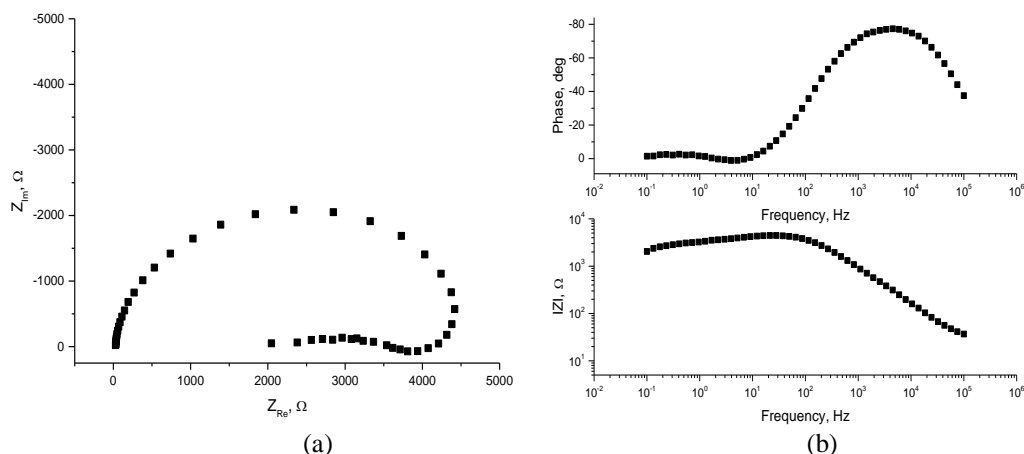 -5000
-4000
-3000
-2000
-1000
0
Z_Im, Ω
0 1000 2000 3000 4000 5000
Z_Re, Ω
(a)
-80
-60
-40
-20
0
Phase, deg
10^-2 10^-1 10^0 10^1 10^2 10^3 10^4 10^5 10^6
Frequency, Hz
10^4
10^3
10^2
10^1
IZI, Ω
10^-2 10^-1 10^0 10^1 10^2 10^3 10^4 10^5 10^6
Frequency, Hz
(b)